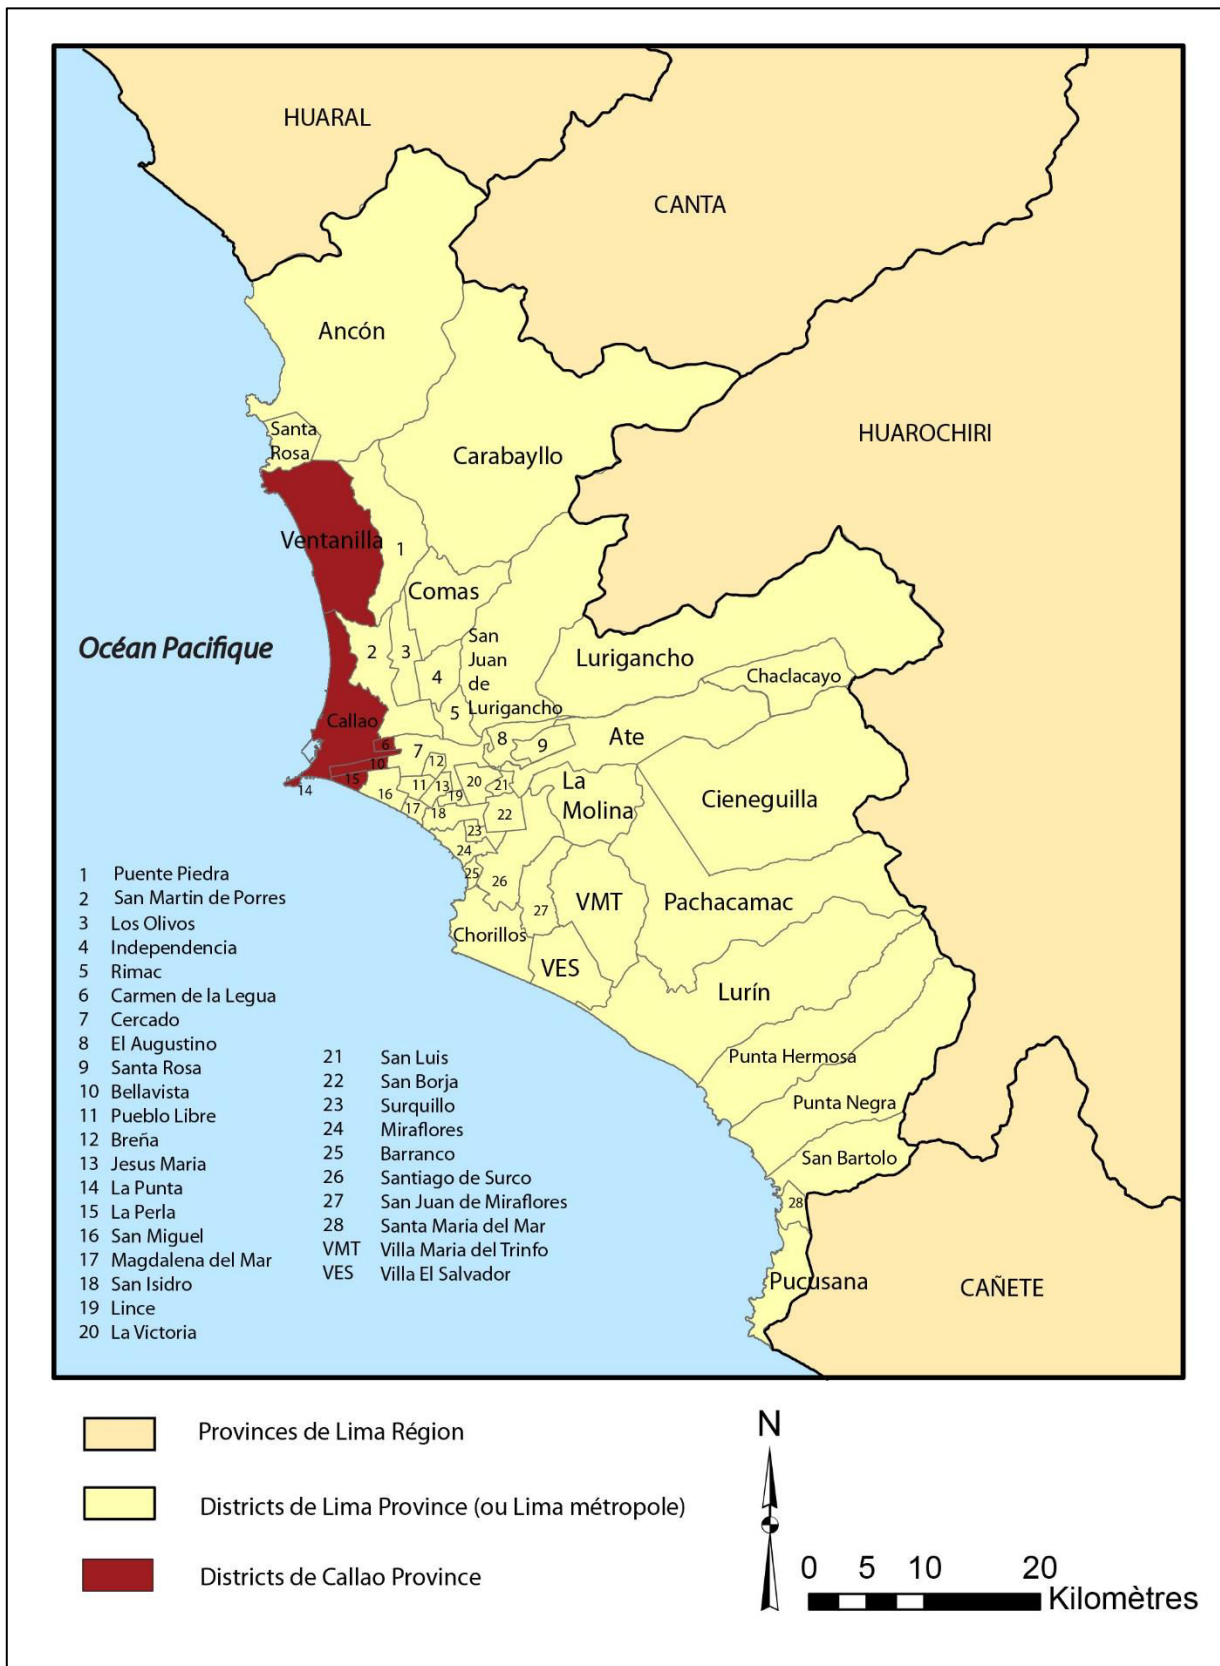 HUARAL
CANTA
Ancón
Santa
Rosa
Carabayllo
HUAROCHIRI
Ventanilla
1
Comas
Océan Pacifique
2
3
4
San
Juan
de
Lurigancho
5
Lurigancho
Chaclacayo
Callao
6
7
8
9
Ate
10
12
14
15
16
11
13
19
20
21
La
Molina
Cieneguilla
17
18
22
23
24
25
26
27
VMT
Pachacamac
Chorillos
VES
Lurín
Punta Hermosa
Punta Negra
San Bartolo
28
Pucusana
CAÑETE
1 Puente Piedra
2 San Martin de Porres
3 Los Olivos
4 Independencia
5 Rimac
6 Carmen de la Legua
7 Cercado
8 El Augustino
9 Santa Rosa
10 Bellavista
11 Pueblo Libre
12 Breña
13 Jesus Maria
14 La Punta
15 La Perla
16 San Miguel
17 Magdalena del Mar
18 San Isidro
19 Lince
20 La Victoria
21 San Luis
22 San Borja
23 Surquillo
24 Miraflores
25 Barranco
26 Santiago de Surco
27 San Juan de Miraflores
28 Santa Maria del Mar
VMT Villa Maria del Trinfo
VES Villa El Salvador
Provinces de Lima Région
Districts de Lima Province (ou Lima métropole)
Districts de Callao Province
N
0 5 10 20
Kilomètres